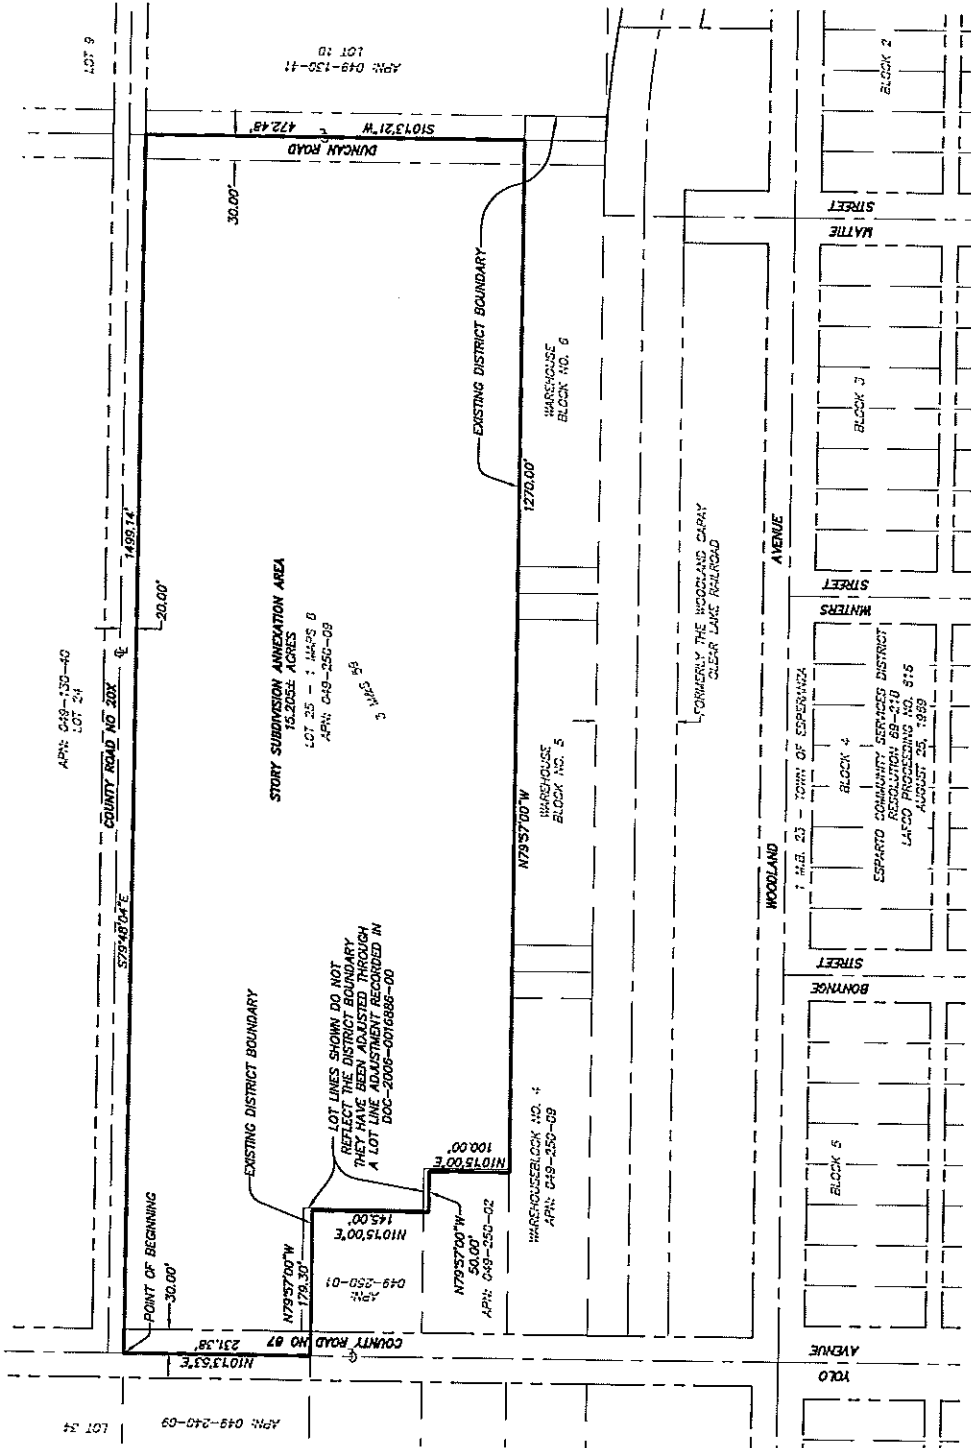 LOT 9
APN: 049-130-41
LOT 10
S10°13'21"W
472.48'
DUNCAN ROAD
30.00'
EXISTING DISTRICT BOUNDARY
BLOCK 2
MATTIE
STREET
1499.14'
20.00'
APN: 049-130-40
LOT 24
COUNTY ROAD NO 20X
S79°48'04"E
STORY SUBDIVISION ANNEXATION AREA
15.205± ACRES
LOT 25 - 1 MAPS 8
APN: 049-250-09
3 MAPS 59
WAREHOUSE
BLOCK NO. 6
1270.00'
N79°57'00"W
WAREHOUSE
BLOCK NO. 5
FORMERLY THE WOODLAND CAPAY
CLEAR LAKE RAILROAD
BLOCK 3
AVENUE
WINTERS
STREET
WOODLAND
1 M.B. 23 - TOWN OF ESPERANZA
BLOCK 4
ESPARTO COMMUNITY SERVICES DISTRICT
RESOLUTION 69-210
LAFCO PROCEEDING NO. 615
AUGUST 25, 1969
BONYNGE
STREET
BLOCK 5
EXISTING DISTRICT BOUNDARY
LOT LINES SHOWN DO NOT
REFLECT THE DISTRICT BOUNDARY
THEY HAVE BEEN ADJUSTED THROUGH
A LOT LINE ADJUSTMENT RECORDED IN
DOC-2006-0016886-00
N10°15'00"E
100.00'
WAREHOUSEBLOCK NO. 4
APN: 049-250-09
N79°57'00"W
50.00'
APN: 049-250-02
N10°15'00"E
145.00'
N79°57'00"W
179.30'
APN:
049-250-01
POINT OF BEGINNING
30.00'
COUNTY ROAD NO 87
N10°13'53"E
231.38'
YOLO
AVENUE
LOT 34
APN: 049-240-09